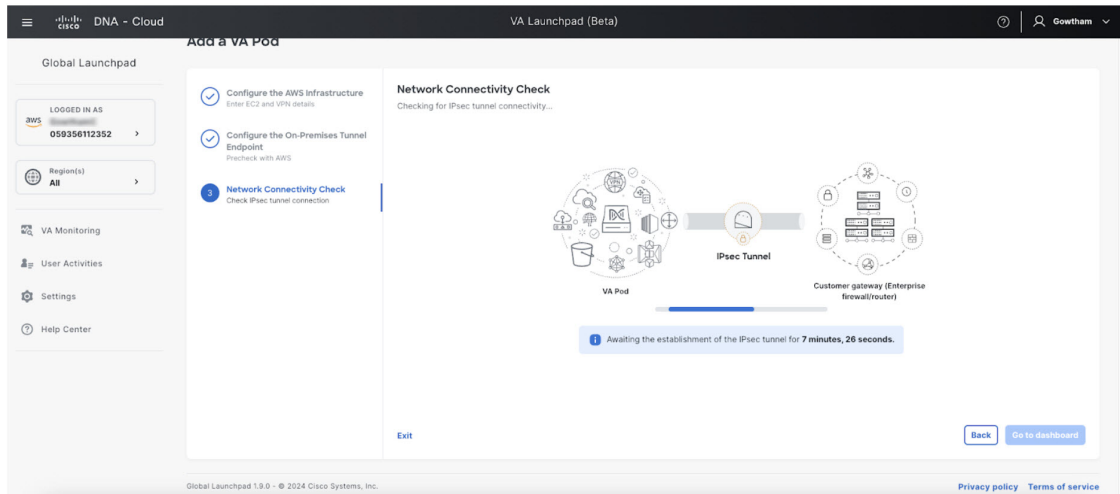 CISCO DNA - Cloud
VA Launchpad (Beta)
Gowtham
Add a VA Pod
Global Launchpad
LOGGED IN AS
aws
059356112352
Region(s)
All
VA Monitoring
User Activities
Settings
Help Center
Configure the AWS Infrastructure
Enter EC2 and VPN details
Configure the On-Premises Tunnel
Endpoint
Precheck with AWS
3 Network Connectivity Check
Check IPsec tunnel connection
Network Connectivity Check
Checking for IPsec tunnel connectivity...
VPN
VA Pod
IPsec Tunnel
Customer gateway (Enterprise
firewall/router)
Awaiting the establishment of the IPsec tunnel for 7 minutes, 26 seconds.
Exit
Back
Go to dashboard
Global Launchpad 1.9.0 - © 2024 Cisco Systems, Inc.
Privacy policy Terms of service